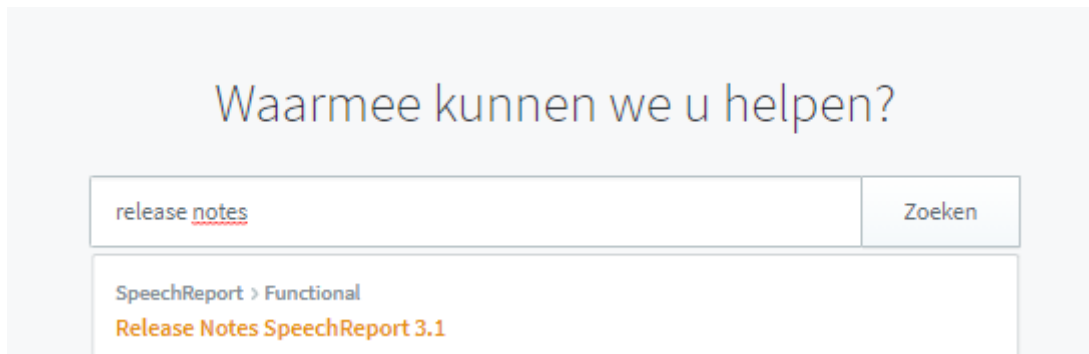 Waarmee kunnen we u helpen?
release notes
Zoeken
SpeechReport > Functional
Release Notes SpeechReport 3.1